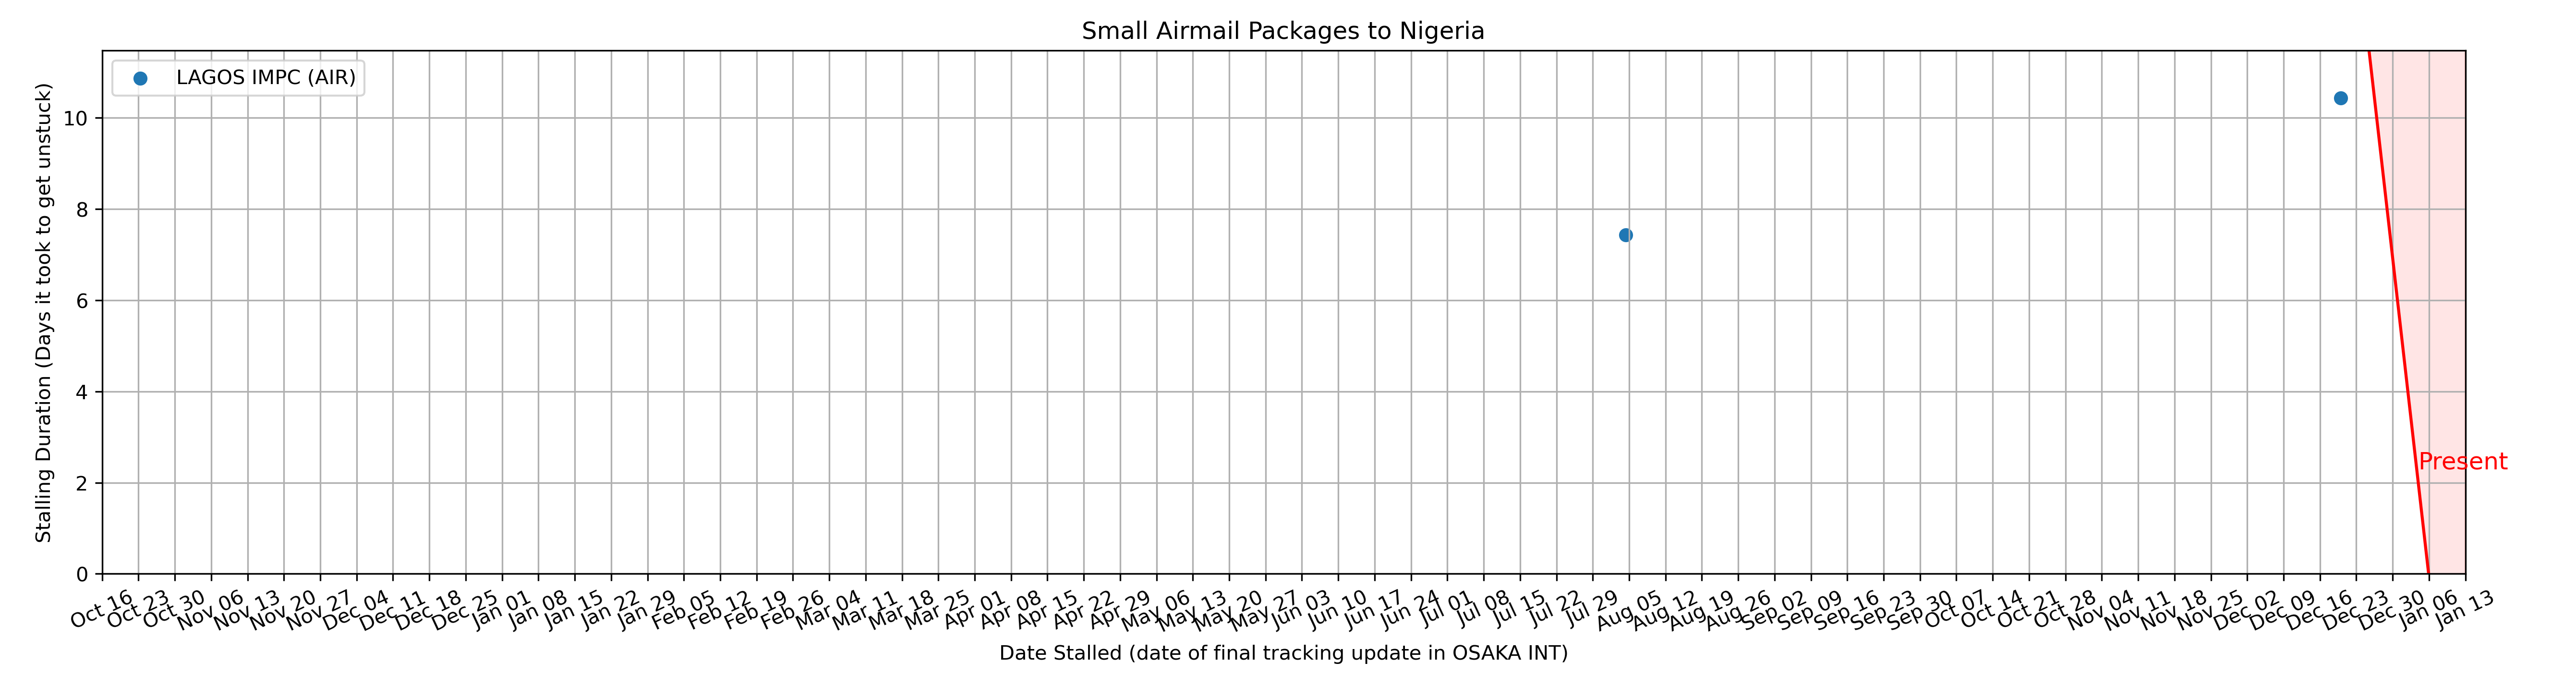 Small Airmail Packages to Nigeria
LAGOS IMPC (AIR)
Stalling Duration (Days it took to get unstuck)
10
8
6
4
2
0
Present
Oct 16
Oct 23
Oct 30
Nov 06
Nov 13
Nov 20
Nov 27
Dec 04
Dec 11
Dec 18
Dec 25
Jan 01
Jan 08
Jan 15
Jan 22
Jan 29
Feb 05
Feb 12
Feb 19
Feb 26
Mar 04
Mar 11
Mar 18
Mar 25
Apr 01
Apr 08
Apr 15
Apr 22
Apr 29
May 06
May 13
May 20
May 27
Jun 03
Jun 10
Jun 17
Jun 24
Jul 01
Jul 08
Jul 15
Jul 22
Jul 29
Aug 05
Aug 12
Aug 19
Aug 26
Sep 02
Sep 09
Sep 16
Sep 23
Sep 30
Oct 07
Oct 14
Oct 21
Oct 28
Nov 04
Nov 11
Nov 18
Nov 25
Dec 02
Dec 09
Dec 16
Dec 23
Dec 30
Jan 06
Jan 13
Date Stalled (date of final tracking update in OSAKA INT)